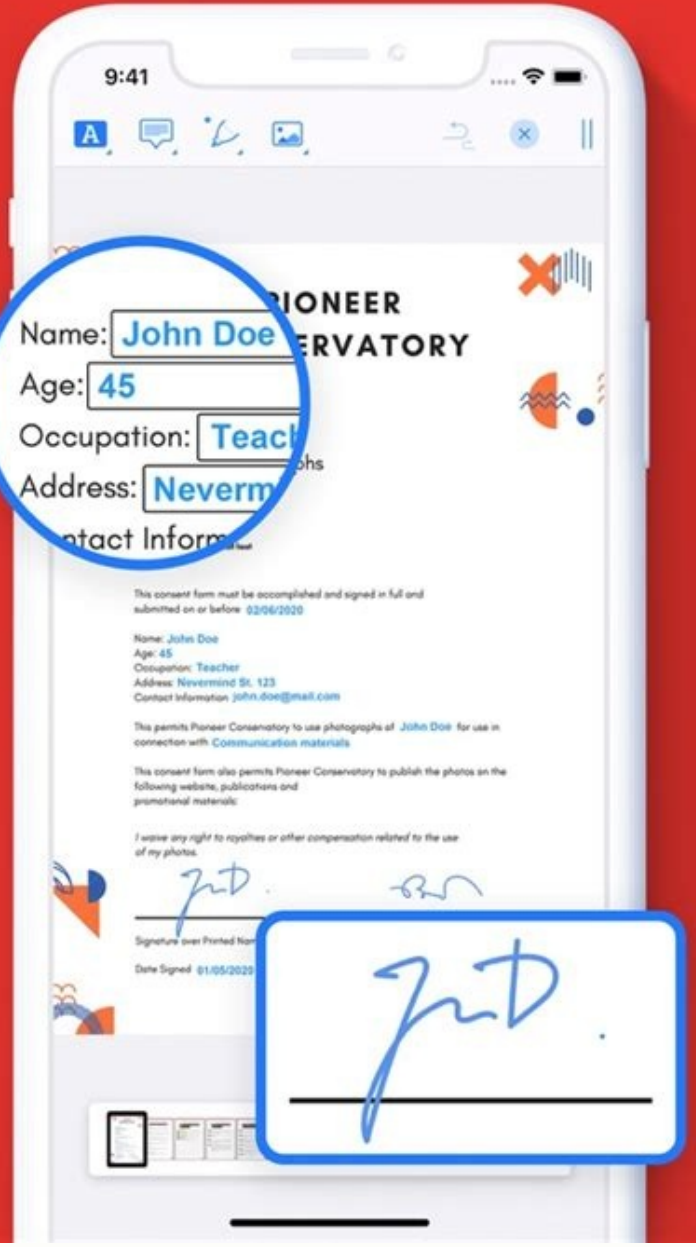 9:41
PIONEER
ERVATORY
Name: John Doe
Age: 45
Occupation: Teach
Address: Neverm
ntact Inform
phs
This consent form must be accomplished and signed in full and
submitted on or before 02/06/2020
Name: John Doe
Age: 45
Occupation: Teacher
Address: Nevermind St. 123
Contact Information john.doe@mail.com
This permits Pioneer Conservatory to use photographs of John Doe for use in
connection with Communication materials
This consent form also permits Pioneer Conservatory to publish the photos on the
following website, publications and
promotional materials:
I waive any right to royalties or other compensation related to the use
of my photos.
Signature over Printed Nam
Date Signed 01/05/2020